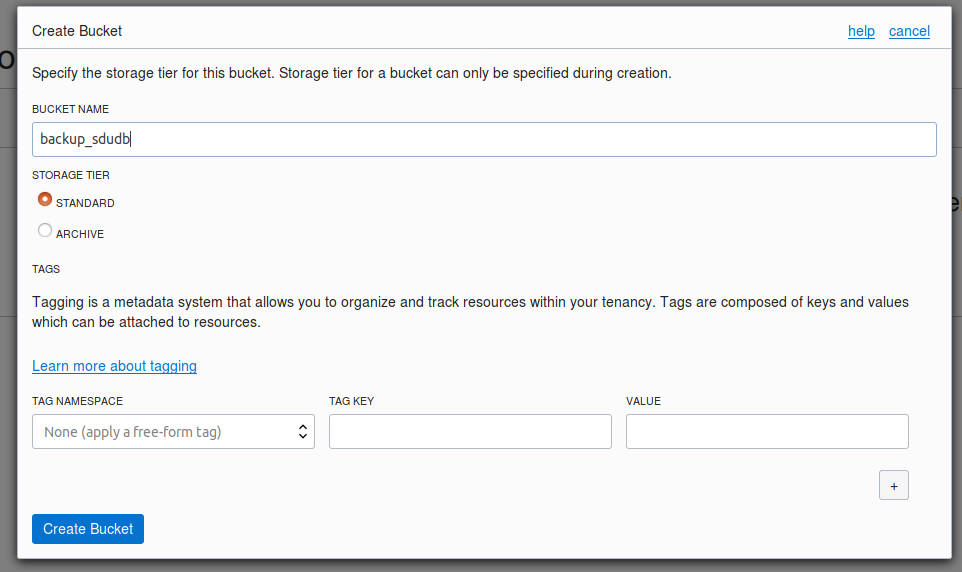 Create Bucket help cancel
Specify the storage tier for this bucket. Storage tier for a bucket can only be specified during creation.
BUCKET NAME
backup_sdudb
STORAGE TIER
STANDARD
ARCHIVE
TAGS
Tagging is a metadata system that allows you to organize and track resources within your tenancy. Tags are composed of keys and values
which can be attached to resources.
Learn more about tagging
TAG NAMESPACE TAG KEY VALUE
None (apply a free-form tag)
+
Create Bucket